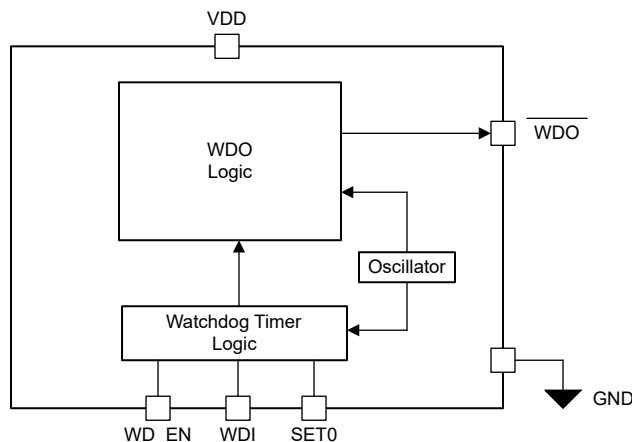 VDD
WDO
Logic
WDO
Oscillator
Watchdog Timer
Logic
GND
WD EN
WDI
SET0